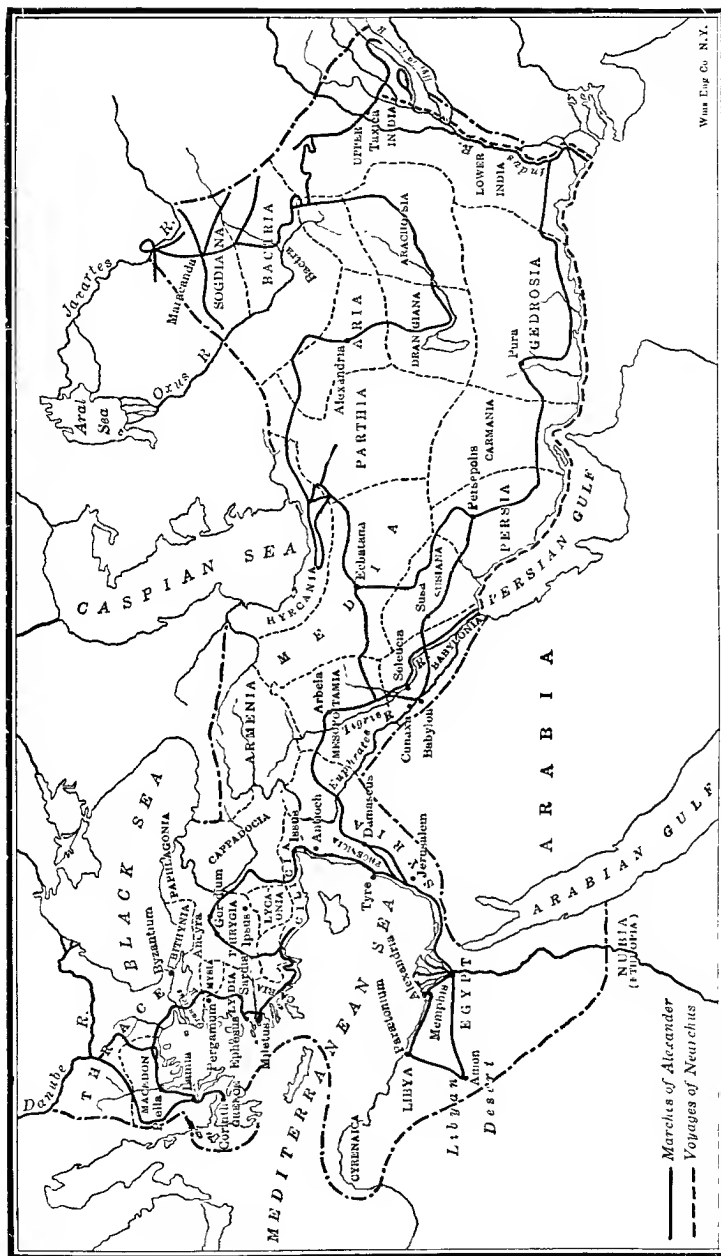 Danube
R.
THRACE
MACEDON
Pella
Lamia
Corinth
BLACK SEA
Byzantium
BITHYNIA
PAPHLAGONIA
Ancyra
Gordium
MYSIA
PHRYGIA
Pergamum
LYDIA
Sardis
Ipsus
Ephesus
Miletus
LYCA-
ONIA
CAPPADOCIA
CILICIA
Issus
Antioch
MEDITERRANEAN SEA
CYRENAICA
LIBYA
Libyan
Desert
Parætonium
Alexandria
Memphis
EGYPT
Amon
Tyre
PHOENICIA
Jerusalem
SYRIA
Damascus
NUBIA
(ETHIOPIA)
ARABIAN GULF
ARABIA
ARMENIA
Arbela
MESOPOTAMIA
Tigris
R.
Euphrates R.
Cunaxa
Babylon
Seleucia
BABYLONIA
CASPIAN SEA
HYRCANIA
MEDIA
Ecbatana
Susa
SUSIANA
PERSIA
Persepolis
PERSIAN GULF
Aral
Sea
Oxus R.
Jaxartes R.
Maracanda
SOGDIANA
BACTRIA
Bactra
PARTHIA
Alexandria
ARIA
DRANGIANA
ARACHOSIA
CARMANIA
Pura
GEDROSIA
UPPER
INDIA
Taxila
LOWER
INDIA
Indus R.
Marches of Alexander
Voyages of Nearchus
Wms Eng Co N.Y.